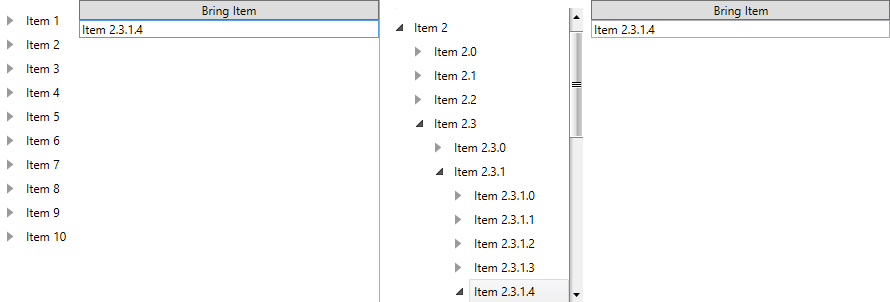 Item 1
Item 2
Item 3
Item 4
Item 5
Item 6
Item 7
Item 8
Item 9
Item 10
Bring Item
Item 2.3.1.4
Item 2
Item 2.0
Item 2.1
Item 2.2
Item 2.3
Item 2.3.0
Item 2.3.1
Item 2.3.1.0
Item 2.3.1.1
Item 2.3.1.2
Item 2.3.1.3
Item 2.3.1.4
Bring Item
Item 2.3.1.4